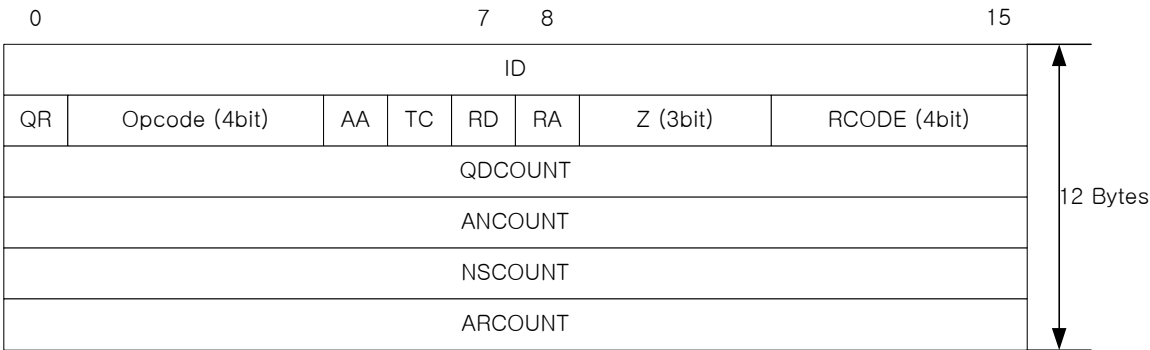 0 7 8 15
ID
QR Opcode (4bit) AA TC RD RA Z (3bit) RCODE (4bit)
QDCOUNT
12 Bytes
ANCOUNT
NSCOUNT
ARCOUNT